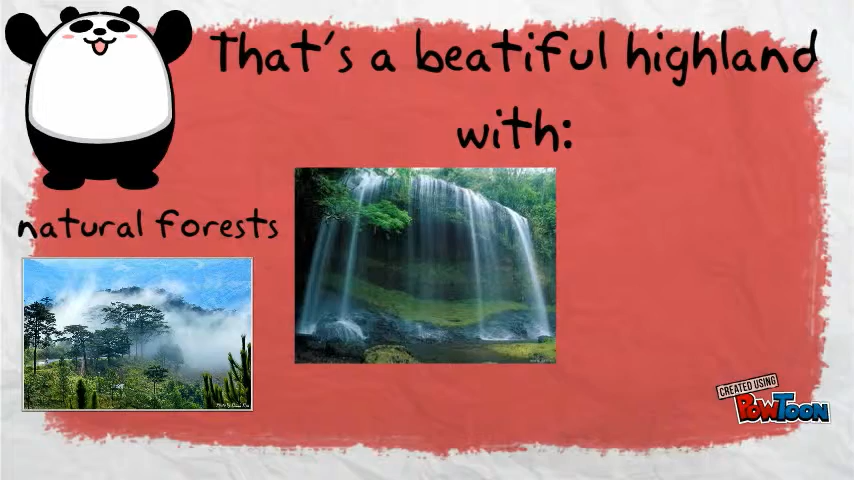 That's a beatiful highland
with:
natural forests
CREATED USING
POWTOON